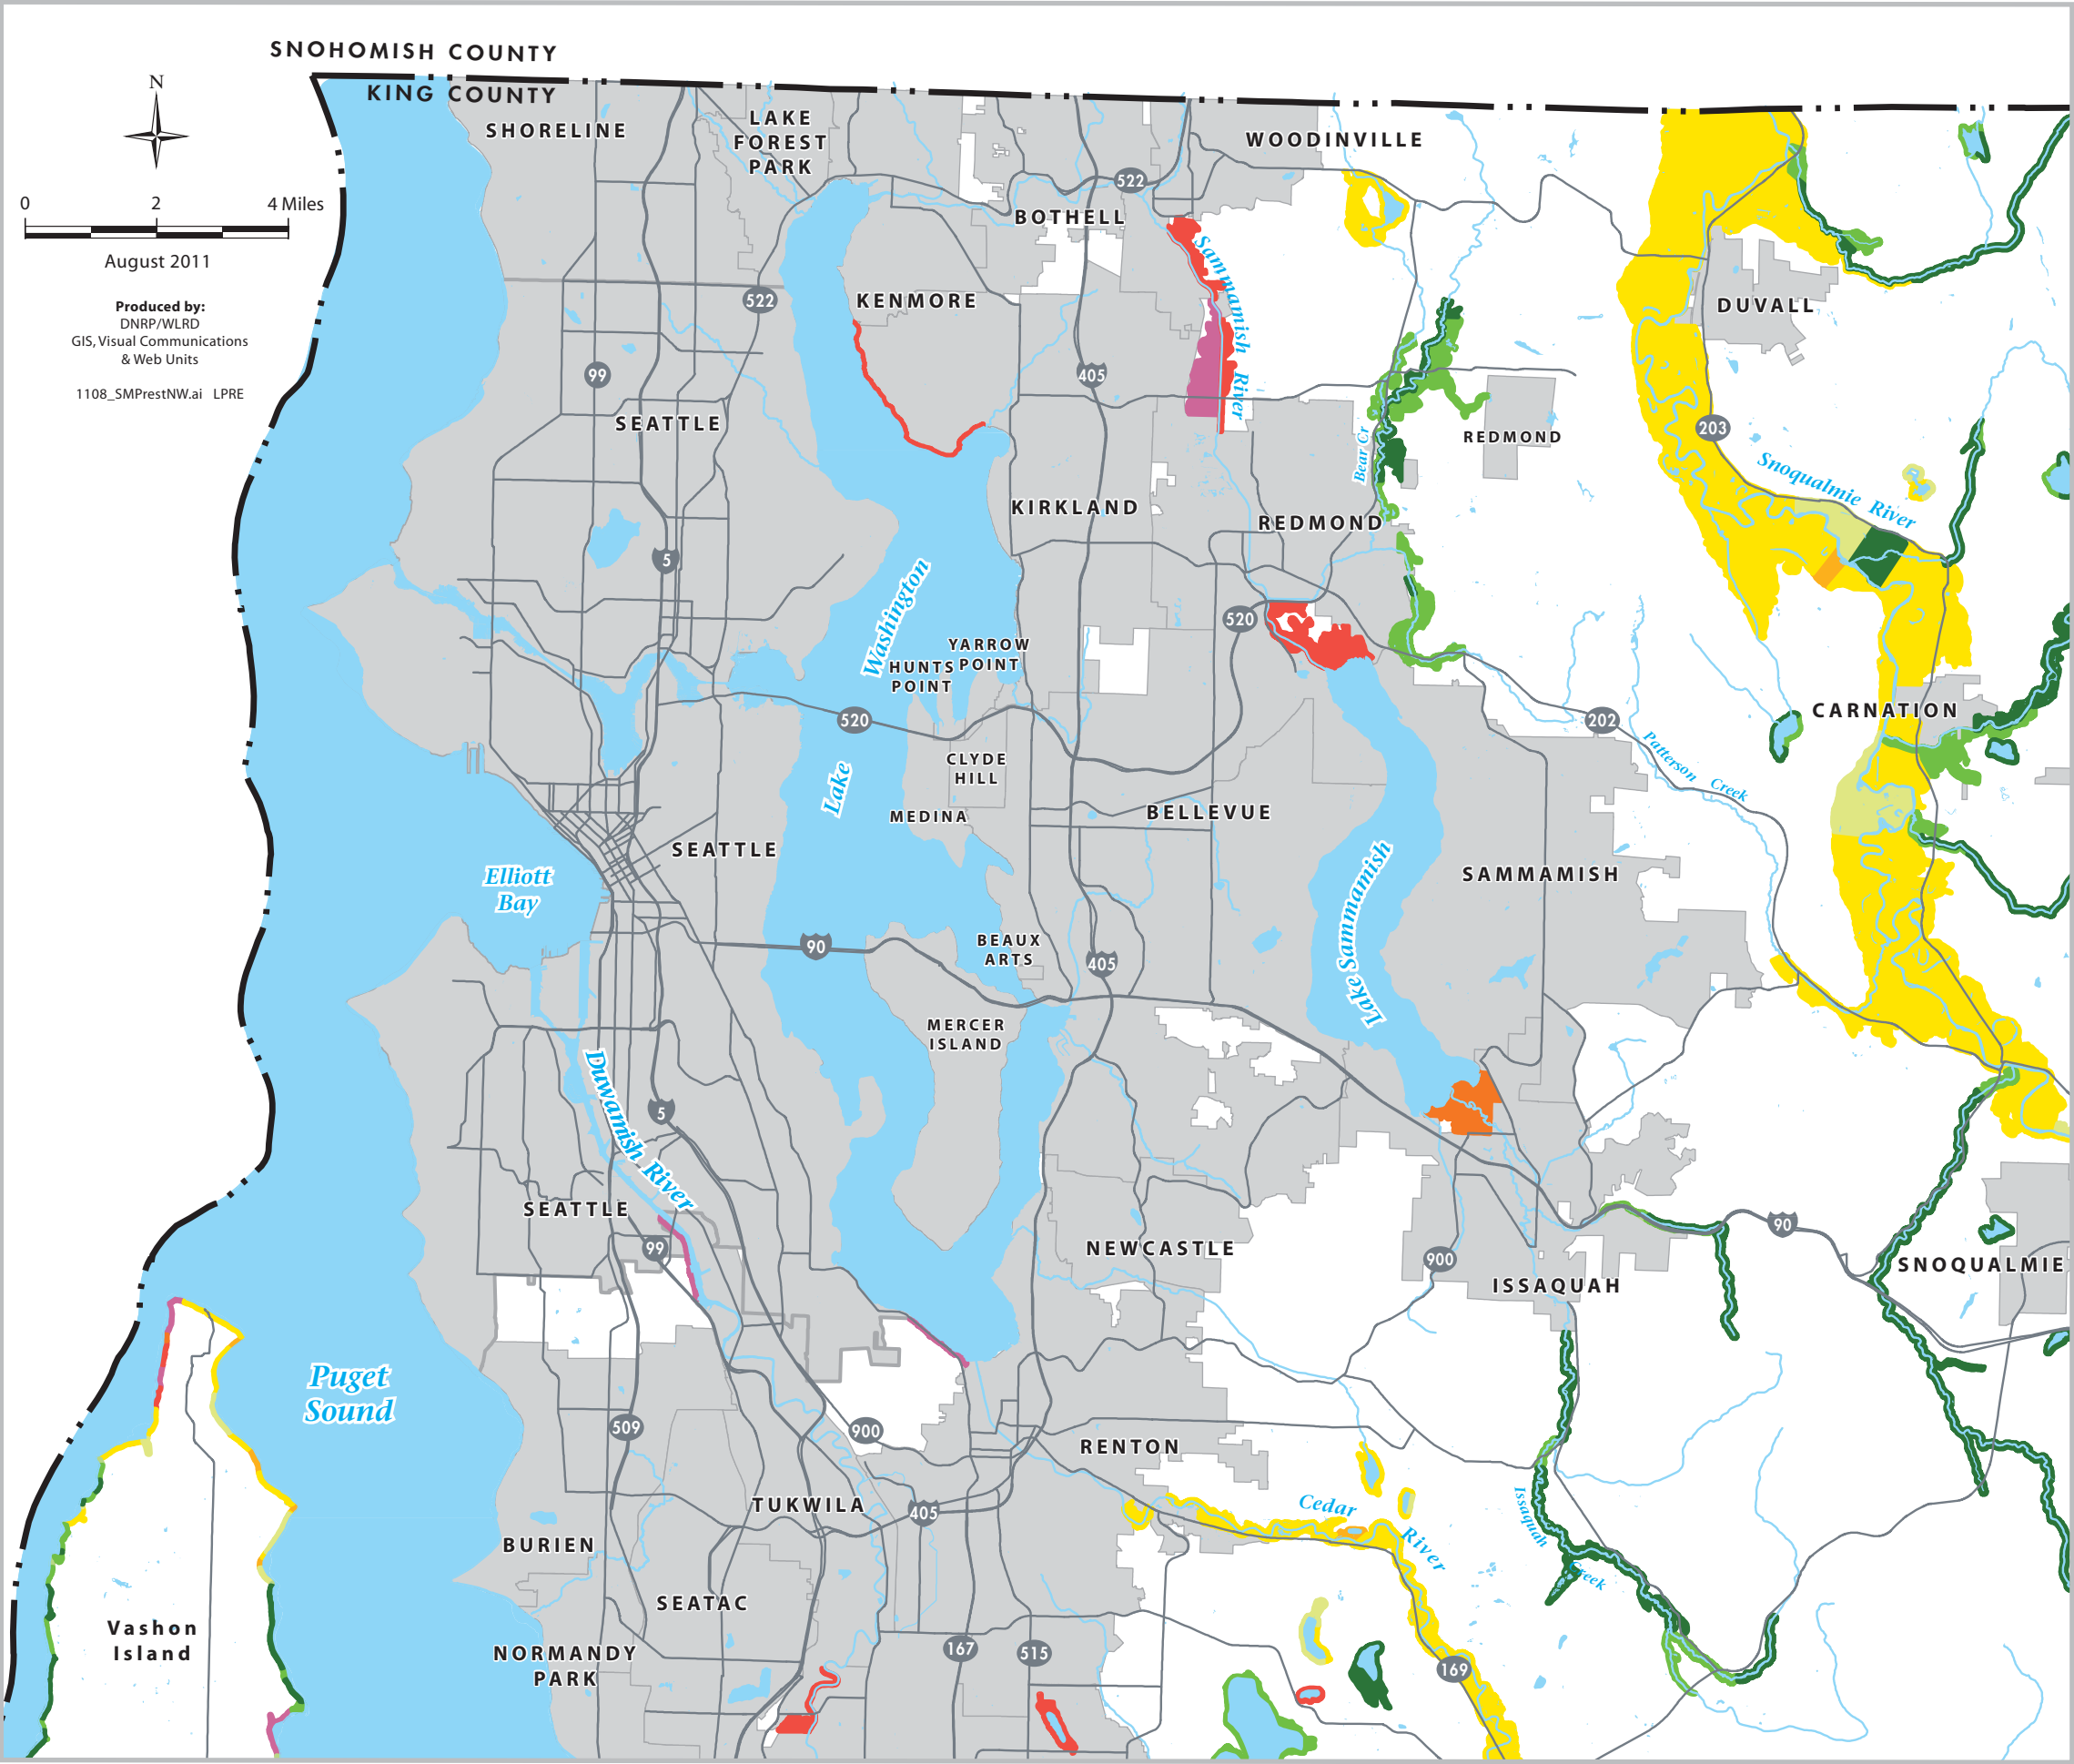 SNOHOMISH COUNTY
KING COUNTY
N
0 2 4 Miles
August 2011
Produced by:
DNRP/WLRD
GIS, Visual Communications
& Web Units
1108_SMPrestNW.ai LPRE
SHORELINE
LAKE
FOREST
PARK
WOODINVILLE
522
BOTHELL
Sammamish River
KENMORE
522
DUVALL
99
405
SEATTLE
203
REDMOND
Bear Cr
Snoqualmie River
KIRKLAND
REDMOND
5
Lake Washington
520
YARROW
POINT
HUNTS
POINT
520
202
CARNATION
Patterson Creek
CLYDE
HILL
MEDINA
BELLEVUE
SEATTLE
Elliott
Bay
SAMMAMISH
Lake Sammamish
90
BEAUX
ARTS
405
MERCER
ISLAND
Duwamish River
5
SEATTLE
99
NEWCASTLE
900
90
ISSAQUAH
SNOQUALMIE
Puget
Sound
509
900
RENTON
TUKWILA
405
Cedar River
Issaquah Creek
BURIEN
SEATAC
Vashon
Island
NORMANDY
PARK
167
515
169